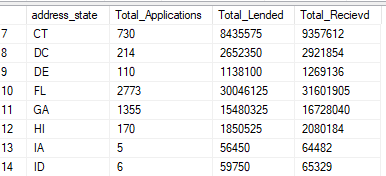 address_state Total_Applications Total_Lended Total_Recievd
7 CT 730 8435575 9357612
8 DC 214 2652350 2921854
9 DE 110 1138100 1269136
10 FL 2773 30046125 31601905
11 GA 1355 15480325 16728040
12 HI 170 1850525 2080184
13 IA 5 56450 64482
14 ID 6 59750 65329